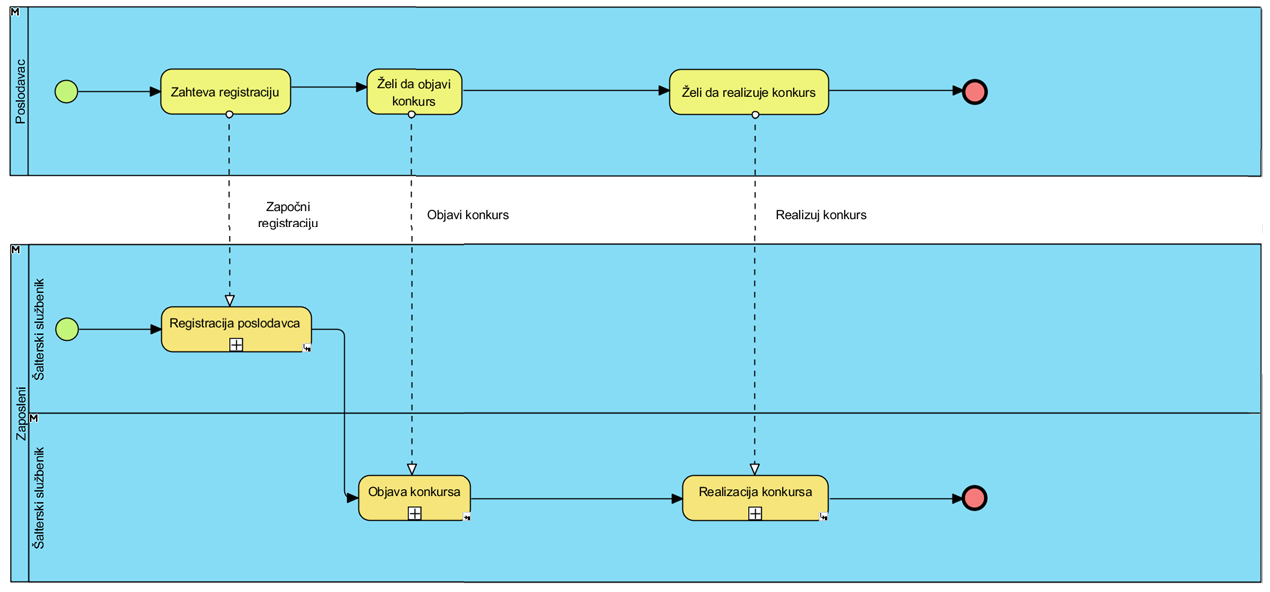 M
Poslodavac
Zahteva registraciju
Želi da objavi
konkurs
Želi da realizuje konkurs
Započni
registraciju
Objavi konkurs
Realizuj konkurs
M
Zaposleni
Šalterski službenik
Registracija poslodavca
M
Šalterski službenik
Objava konkursa
Realizacija konkursa